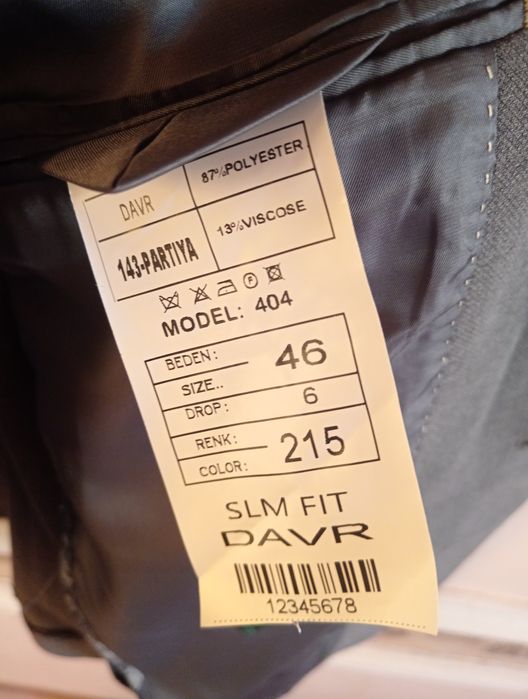 DAVR
87%POLYESTER
143-PARTIYA
13%VISCOSE
MODEL: 404
BEDEN:
46
SIZE..
DROP:
6
RENK:
215
COLOR:
SLM FIT
DAVR
12345678